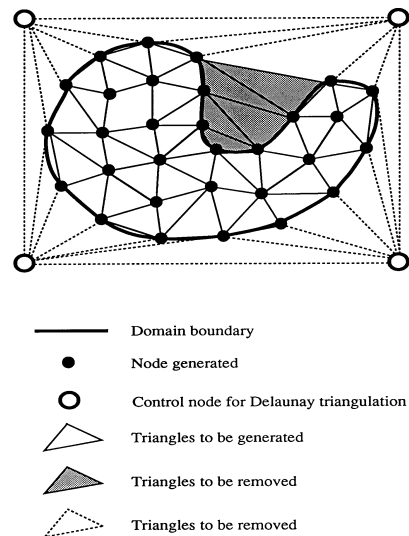 Domain boundary
Node generated
Control node for Delaunay triangulation
Triangles to be generated
Triangles to be removed
Triangles to be removed